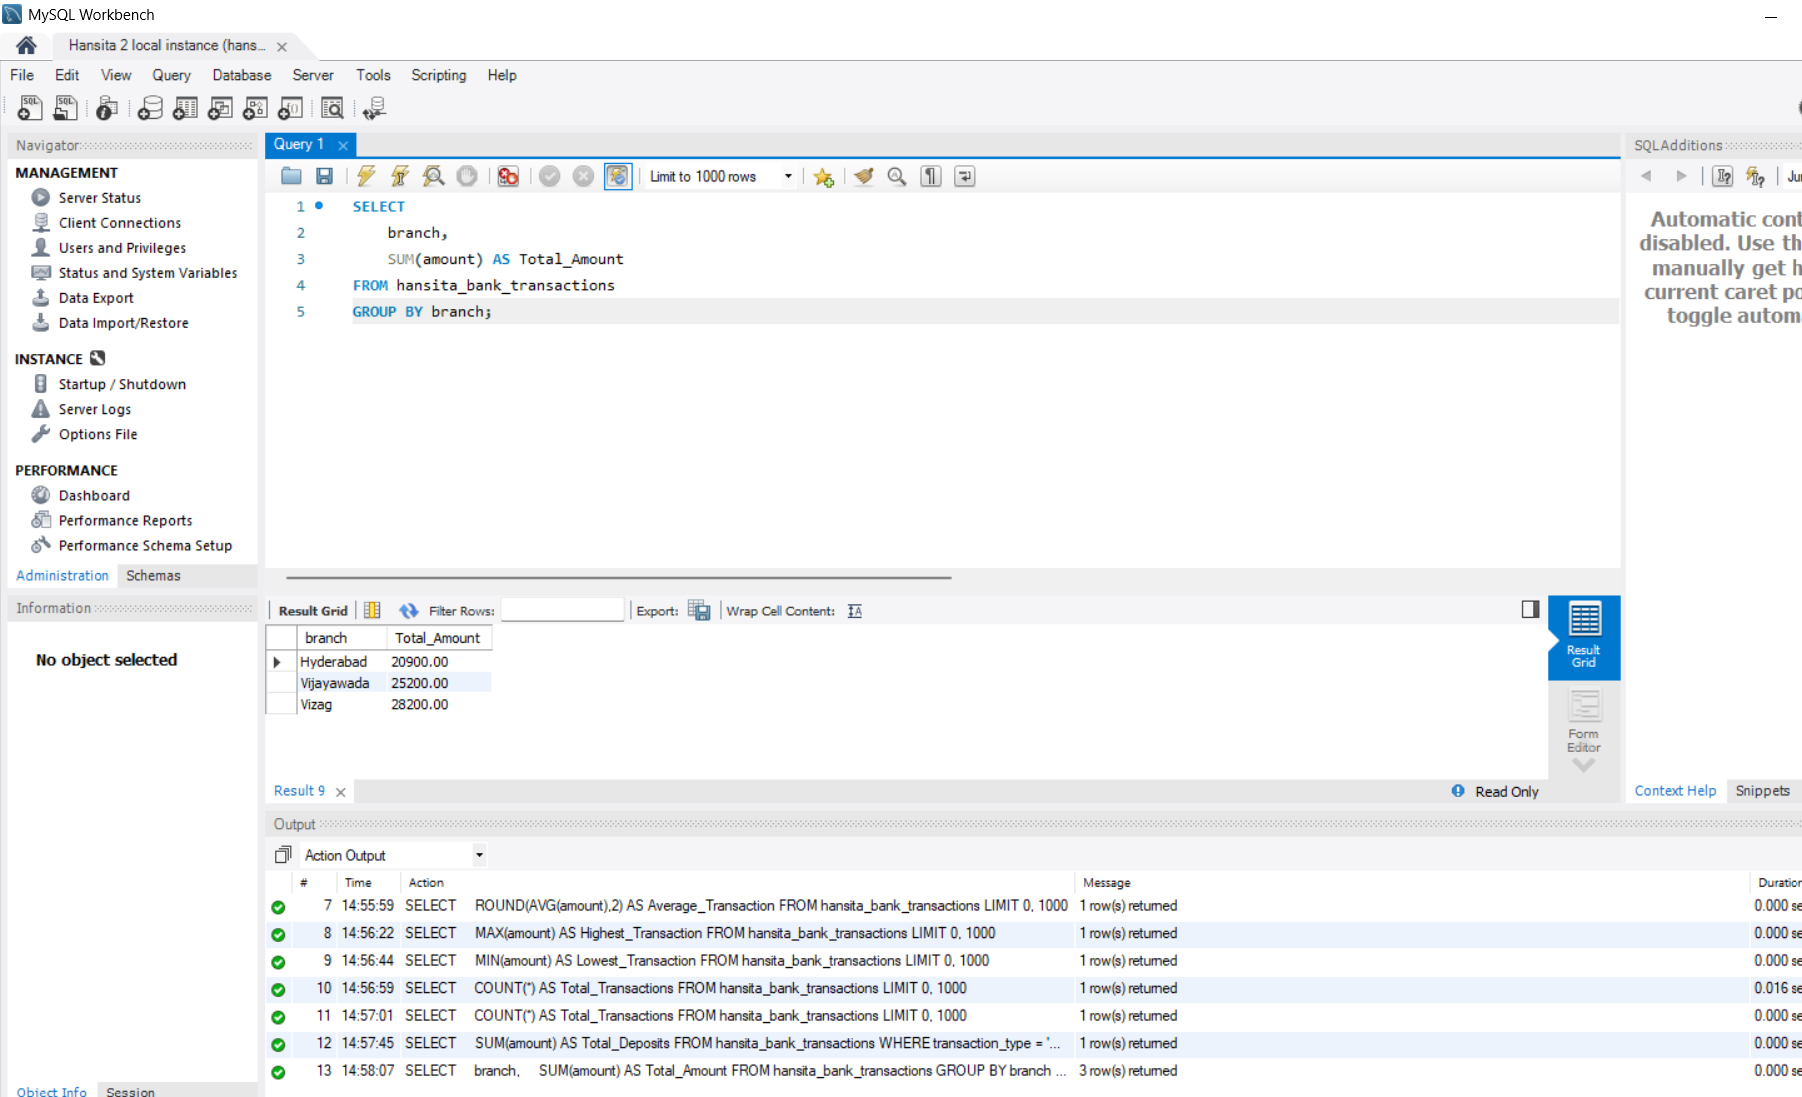 MySQL Workbench
Hansita 2 local instance (hans...
File Edit View Query Database Server Tools Scripting Help
Navigator
MANAGEMENT
Server Status
Client Connections
Users and Privileges
Status and System Variables
Data Export
Data Import/Restore
INSTANCE
Startup / Shutdown
Server Logs
Options File
PERFORMANCE
Dashboard
Performance Reports
Performance Schema Setup
Administration Schemas
Information
No object selected
Object Info Session
Query 1
Limit to 1000 rows
1 SELECT
2 branch,
3 SUM(amount) AS Total_Amount
4 FROM hansita_bank_transactions
5 GROUP BY branch;
Result Grid Filter Rows: Export: Wrap Cell Content:
branch Total_Amount
Hyderabad 20900.00
Vijayawada 25200.00
Vizag 28200.00
Result Grid
Form Editor
Result 9 Read Only
SQLAdditions
Automatic cont
disabled. Use th
manually get h
current caret po
toggle autom
Context Help Snippets
Output
Action Output
# Time Action Message Duration
7 14:55:59 SELECT ROUND(AVG(amount),2) AS Average_Transaction FROM hansita_bank_transactions LIMIT 0, 1000 1 row(s) returned 0.000 se
8 14:56:22 SELECT MAX(amount) AS Highest_Transaction FROM hansita_bank_transactions LIMIT 0, 1000 1 row(s) returned 0.000 se
9 14:56:44 SELECT MIN(amount) AS Lowest_Transaction FROM hansita_bank_transactions LIMIT 0, 1000 1 row(s) returned 0.000 se
10 14:56:59 SELECT COUNT(*) AS Total_Transactions FROM hansita_bank_transactions LIMIT 0, 1000 1 row(s) returned 0.016 se
11 14:57:01 SELECT COUNT(*) AS Total_Transactions FROM hansita_bank_transactions LIMIT 0, 1000 1 row(s) returned 0.000 se
12 14:57:45 SELECT SUM(amount) AS Total_Deposits FROM hansita_bank_transactions WHERE transaction_type = '... 1 row(s) returned 0.000 se
13 14:58:07 SELECT branch, SUM(amount) AS Total_Amount FROM hansita_bank_transactions GROUP BY branch ... 3 row(s) returned 0.000 se